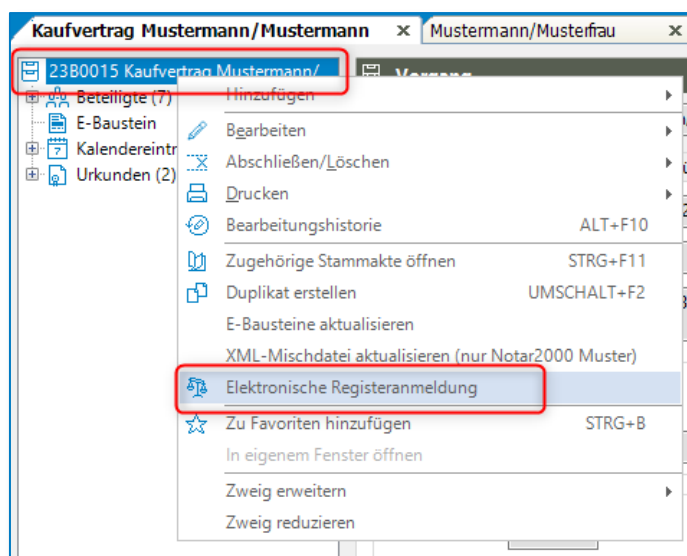 Kaufvertrag Mustermann/Mustermann x Mustermann/Musterfrau x
23B0015 Kaufvertrag Mustermann/
Vorgang
Beteiligte (7)
Hinzufügen
E-Baustein
Bearbeiten
Kalendereintr
Abschließen/Löschen
Urkunden (2)
Drucken
Bearbeitungshistorie ALT+F10
Zugehörige Stammakte öffnen STRG+F11
Duplikat erstellen UMSCHALT+F2
E-Bausteine aktualisieren
XML-Mischdatei aktualisieren (nur Notar2000 Muster)
Elektronische Registeranmeldung
Zu Favoriten hinzufügen STRG+B
In eigenem Fenster öffnen
Zweig erweitern
Zweig reduzieren